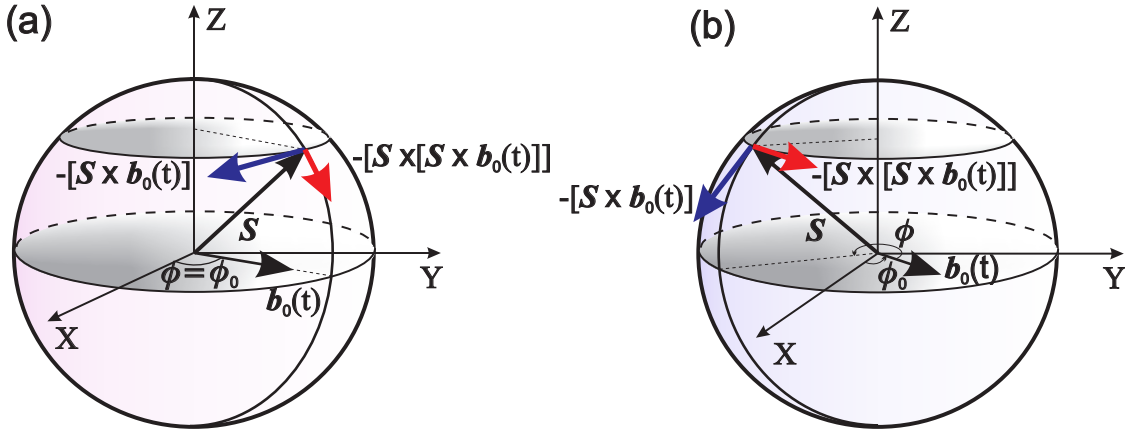 (a)
Z
-[S x b₀(t)]
-[S x[S x b₀(t)]]
S
Y
ϕ=ϕ₀
b₀(t)
X
(b)
Z
-[S x [S x b₀(t)]]
-[S x b₀(t)]
S
ϕ
Y
ϕ₀
b₀(t)
X